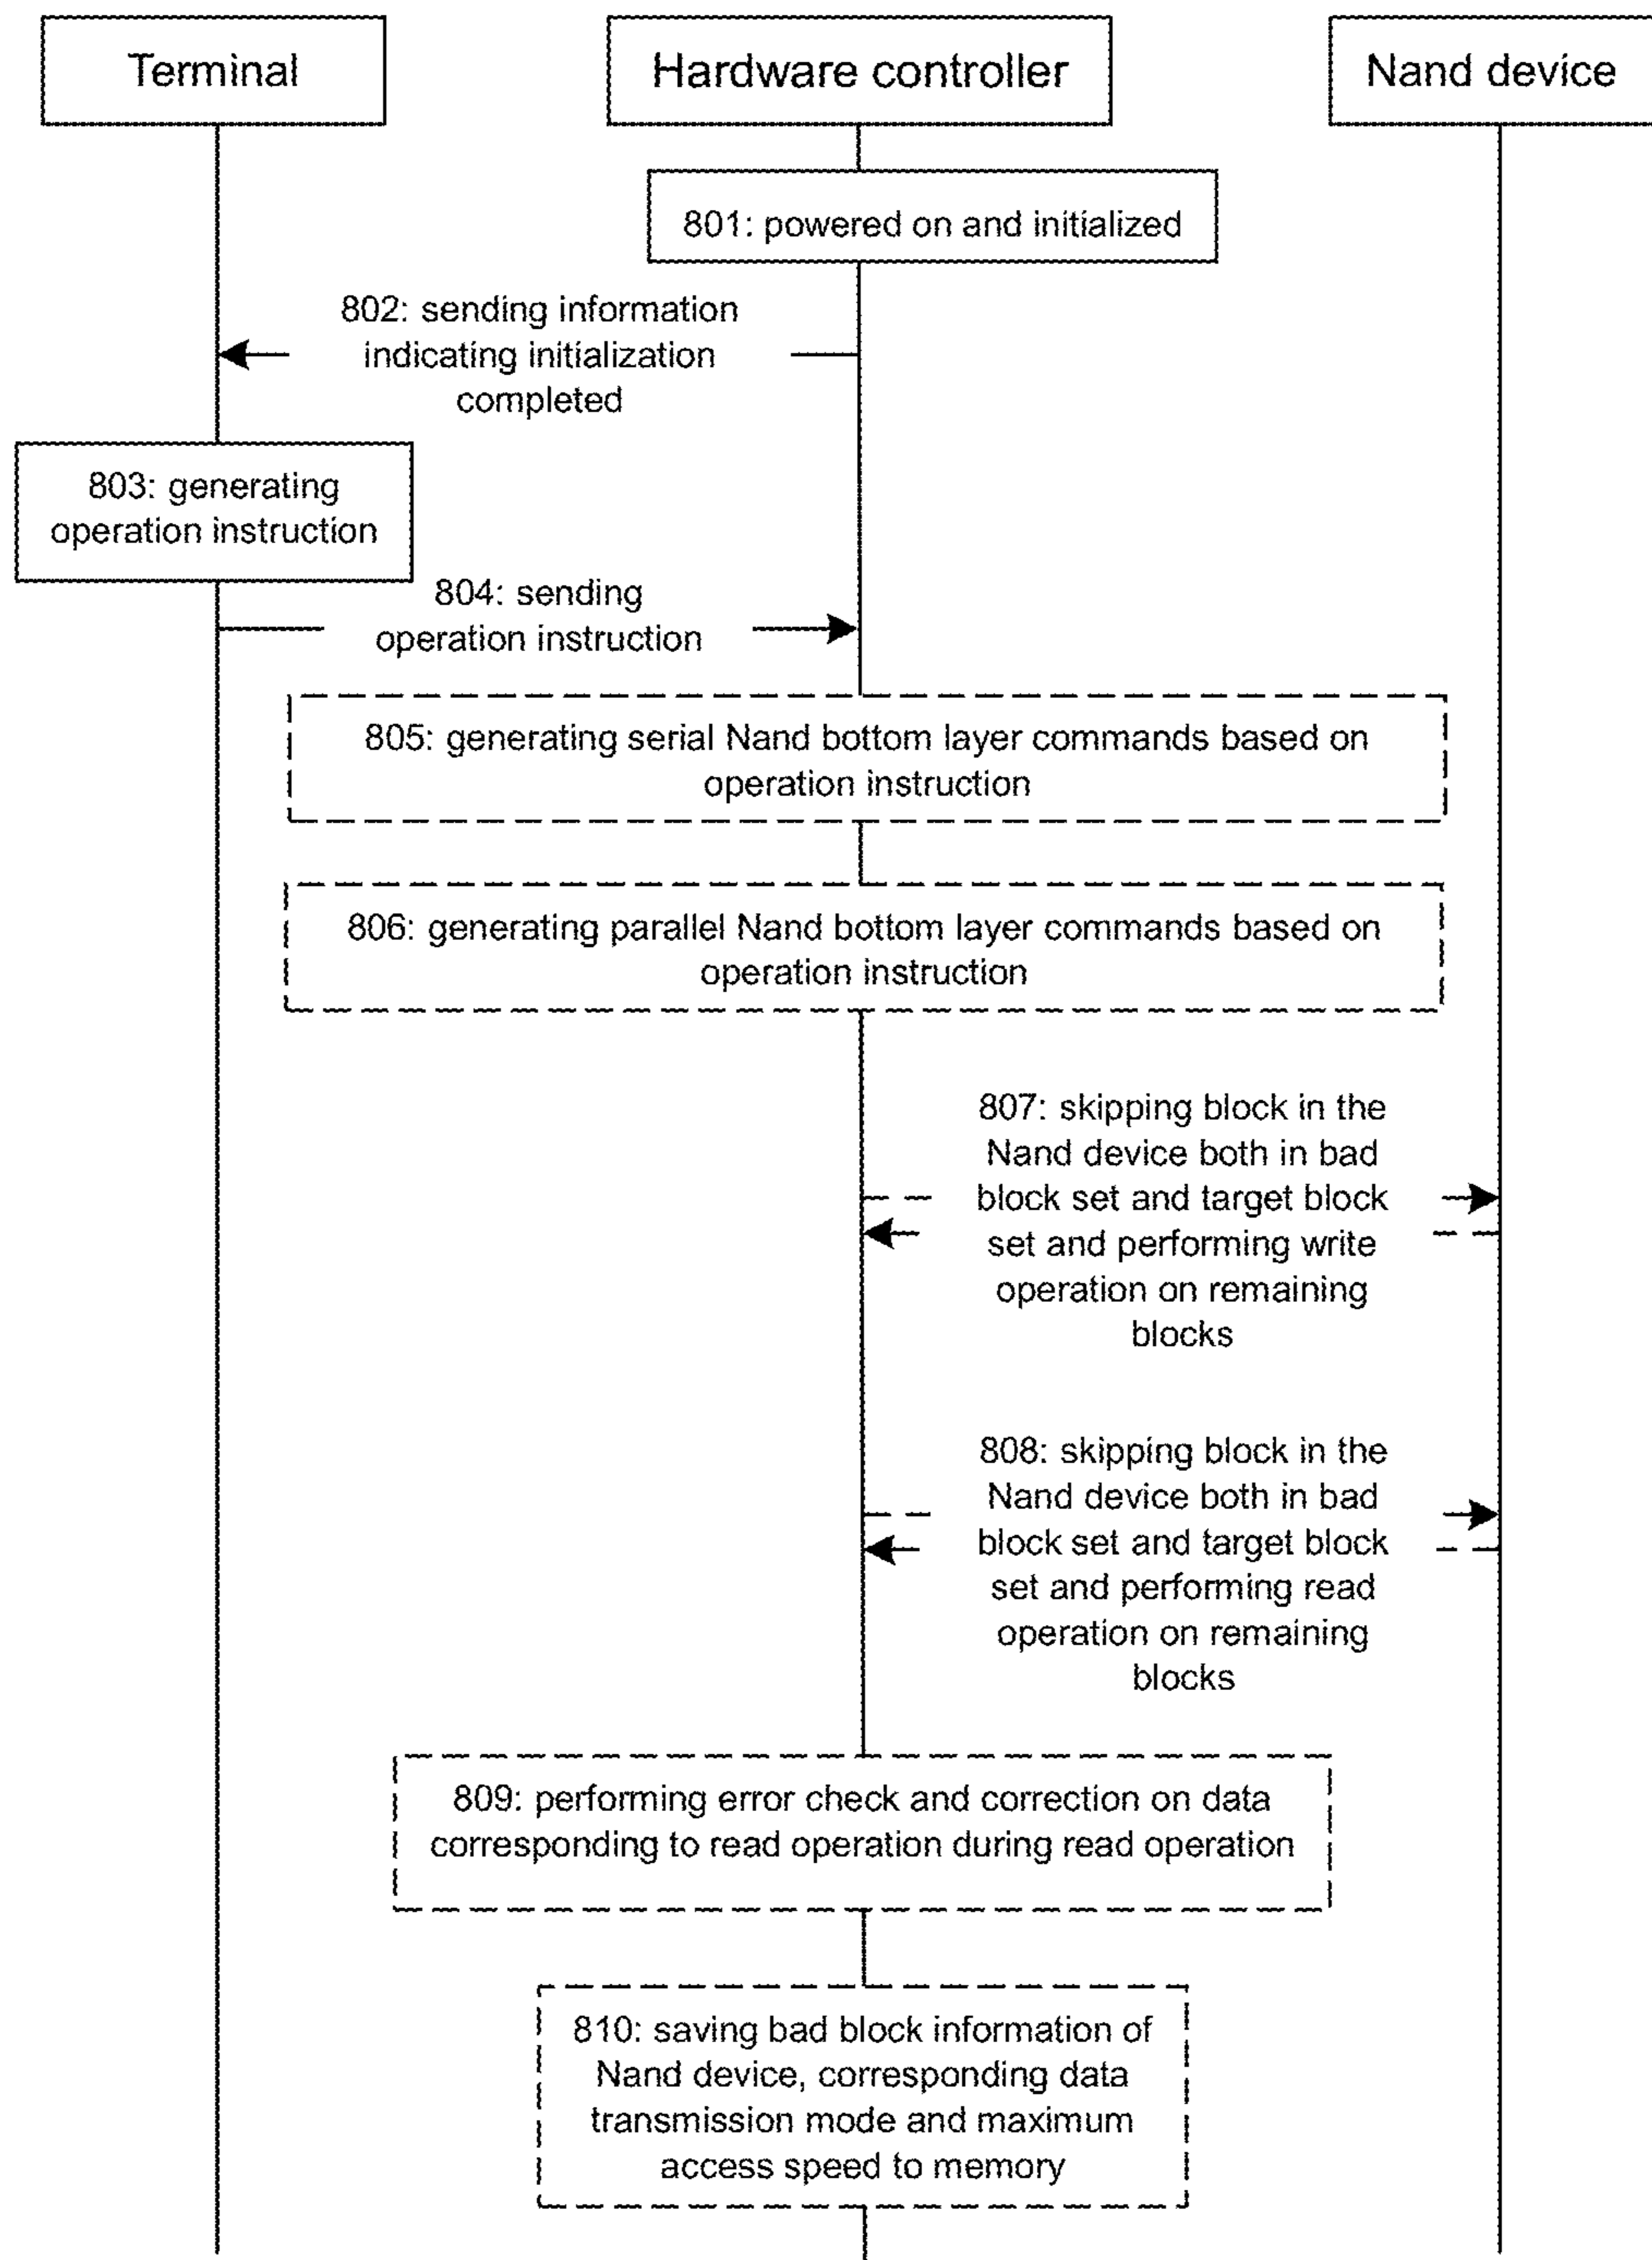 Terminal
Hardware controller
Nand device
801: powered on and initialized
802: sending information
indicating initialization
completed
803: generating
operation instruction
804: sending
operation instruction
805: generating serial Nand bottom layer commands based on
operation instruction
806: generating parallel Nand bottom layer commands based on
operation instruction
807: skipping block in the
Nand device both in bad
block set and target block
set and performing write
operation on remaining
blocks
808: skipping block in the
Nand device both in bad
block set and target block
set and performing read
operation on remaining
blocks
809: performing error check and correction on data
corresponding to read operation during read operation
810: saving bad block information of
Nand device, corresponding data
transmission mode and maximum
access speed to memory